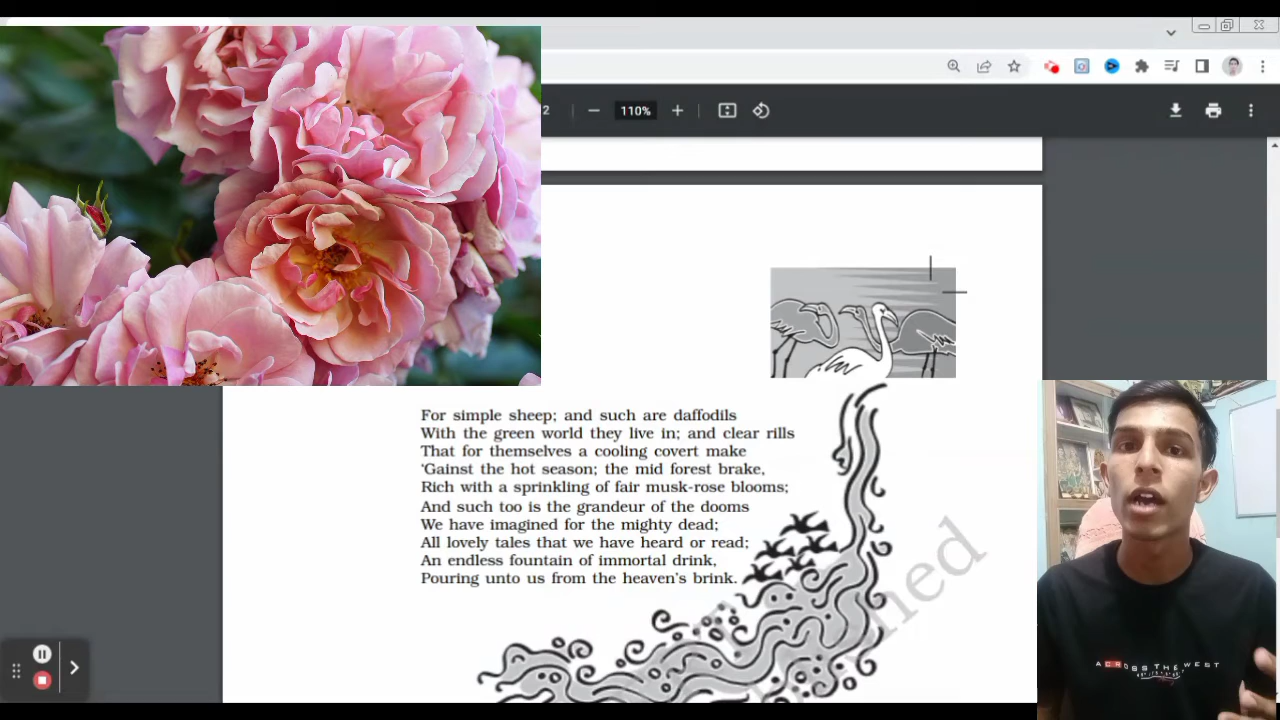 2
110%
For simple sheep; and such are daffodils
With the green world they live in; and clear rills
That for themselves a cooling covert make
‘Gainst the hot season; the mid forest brake,
Rich with a sprinkling of fair musk-rose blooms;
And such too is the grandeur of the dooms
We have imagined for the mighty dead;
All lovely tales that we have heard or read;
An endless fountain of immortal drink,
Pouring unto us from the heaven's brink.
ACROSS THE WEST